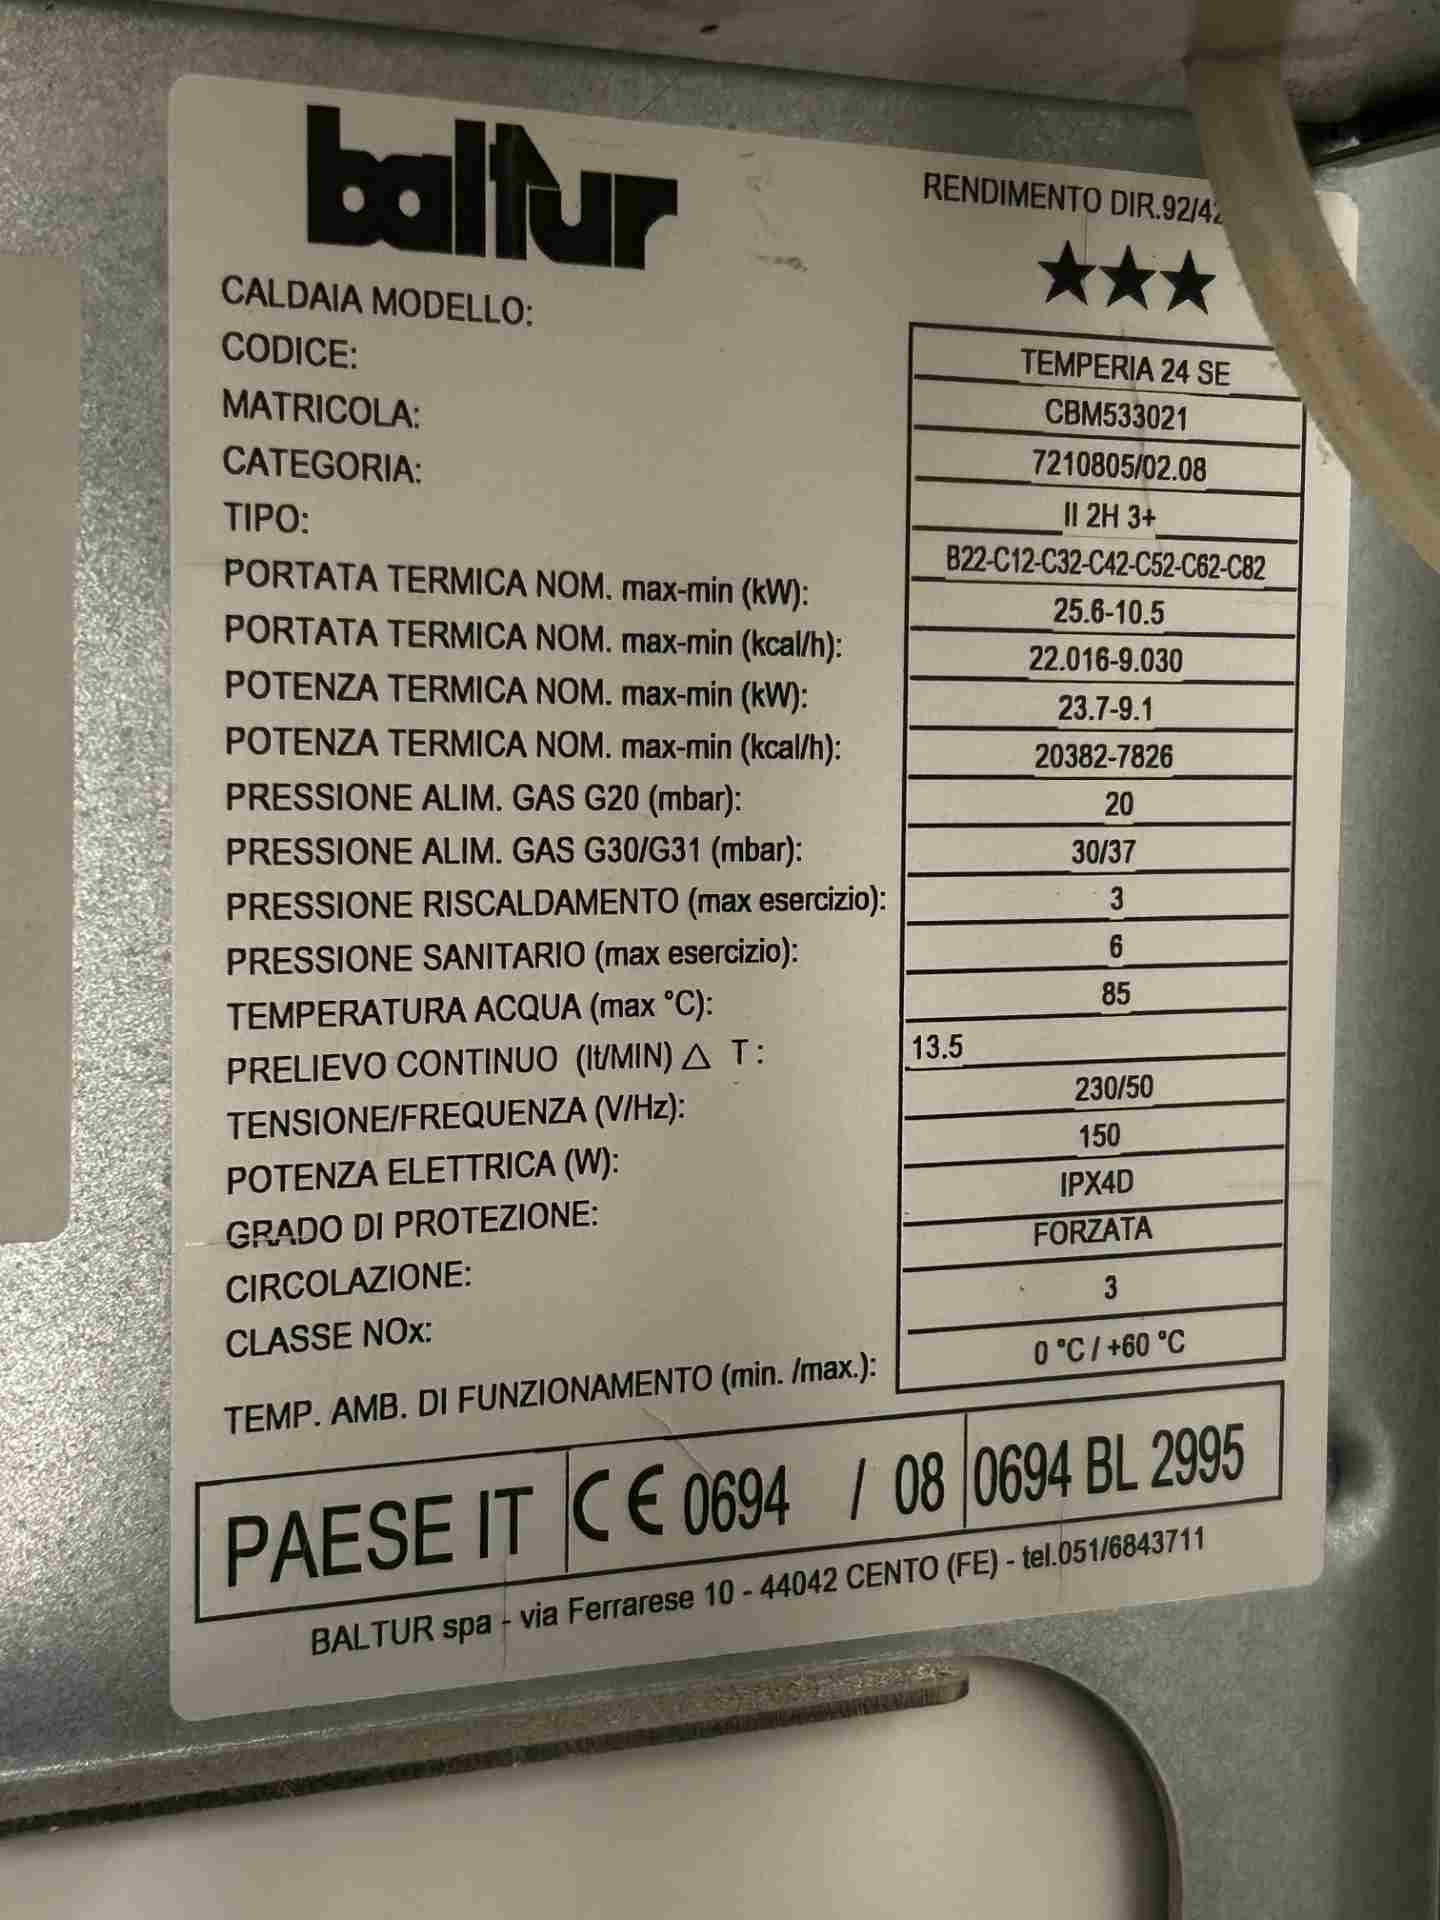 baltur
RENDIMENTO DIR.92/42
★★★
CALDAIA MODELLO: TEMPERIA 24 SE
CODICE: CBM533021
MATRICOLA: 7210805/02.08
CATEGORIA: II 2H 3+
TIPO: B22-C12-C32-C42-C52-C62-C82
PORTATA TERMICA NOM. max-min (kW): 25.6-10.5
PORTATA TERMICA NOM. max-min (kcal/h): 22.016-9.030
POTENZA TERMICA NOM. max-min (kW): 23.7-9.1
POTENZA TERMICA NOM. max-min (kcal/h): 20382-7826
PRESSIONE ALIM. GAS G20 (mbar): 20
PRESSIONE ALIM. GAS G30/G31 (mbar): 30/37
PRESSIONE RISCALDAMENTO (max esercizio): 3
PRESSIONE SANITARIO (max esercizio): 6
TEMPERATURA ACQUA (max °C): 85
PRELIEVO CONTINUO (lt/MIN) △ T: 13.5
TENSIONE/FREQUENZA (V/Hz): 230/50
POTENZA ELETTRICA (W): 150
GRADO DI PROTEZIONE: IPX4D
CIRCOLAZIONE: FORZATA
CLASSE NOx: 3
TEMP. AMB. DI FUNZIONAMENTO (min. /max.): 0 °C / +60 °C
PAESE IT CE 0694 / 08 0694 BL 2995
BALTUR spa - via Ferrarese 10 - 44042 CENTO (FE) - tel.051/6843711